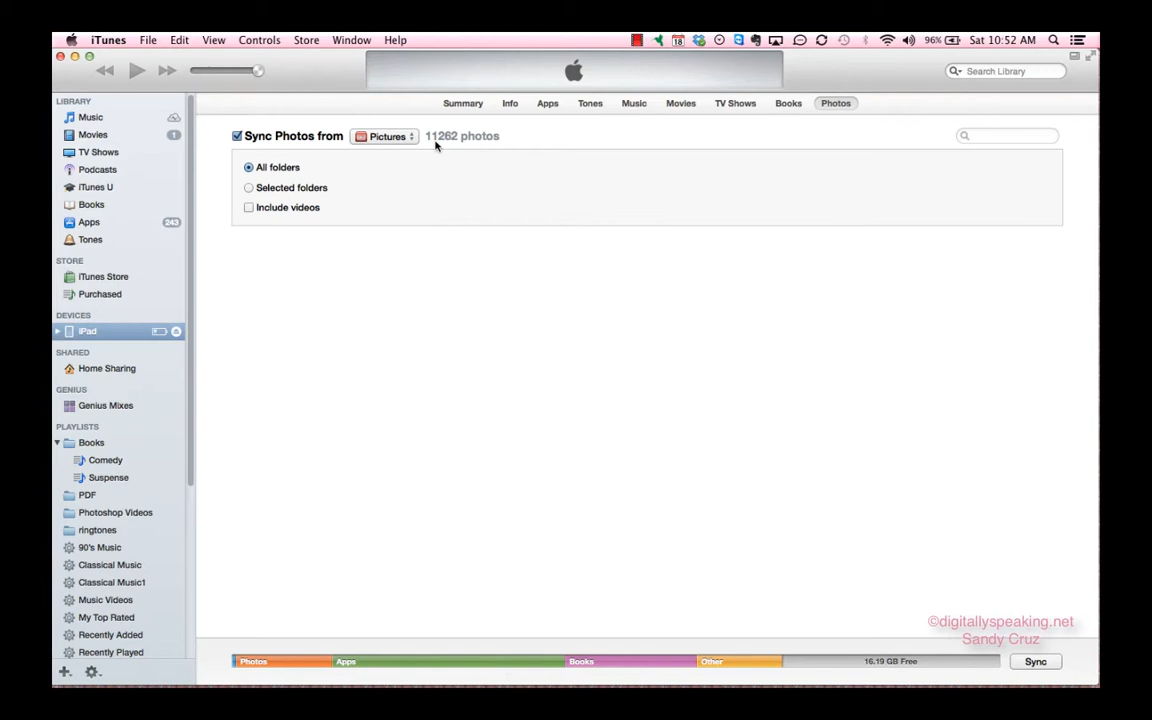 iTunes File Edit View Controls Store Window Help 18 96% Sat 10:52 AM
Search Library
LIBRARY
Music
Movies 1
TV Shows
Podcasts
iTunes U
Books
Apps 243
Tones
STORE
iTunes Store
Purchased
DEVICES
iPad
SHARED
Home Sharing
GENIUS
Genius Mixes
PLAYLISTS
Books
Comedy
Suspense
PDF
Photoshop Videos
ringtones
90's Music
Classical Music
Classical Music1
Music Videos
My Top Rated
Recently Added
Recently Played
Summary Info Apps Tones Music Movies TV Shows Books Photos
Sync Photos from Pictures 11262 photos
All folders
Selected folders
Include videos
©digitallyspeaking.net
Sandy Cruz
Photos Apps Books Other 16.19 GB Free Sync